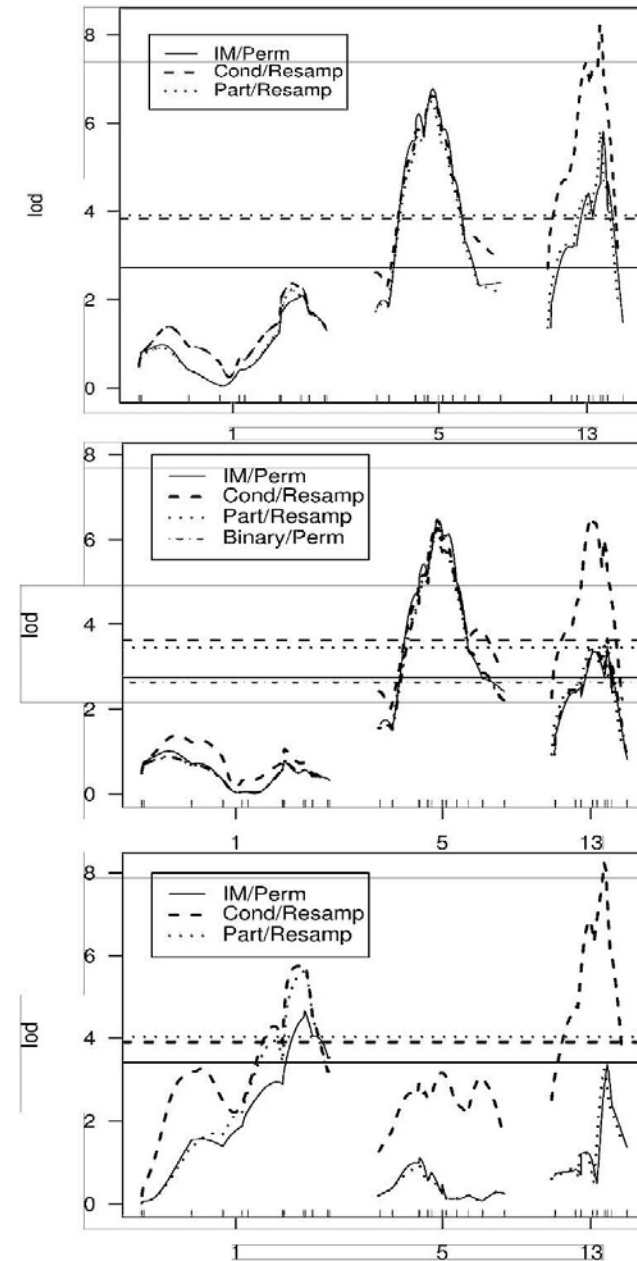 8
IM/Perm
Cond/Resamp
Part/Resamp
6
lod
4
2
0
1 5 13
8
IM/Perm
Cond/Resamp
Part/Resamp
Binary/Perm
6
lod
4
2
0
1 5 13
8
IM/Perm
Cond/Resamp
Part/Resamp
6
lod
4
2
0
1 5 13